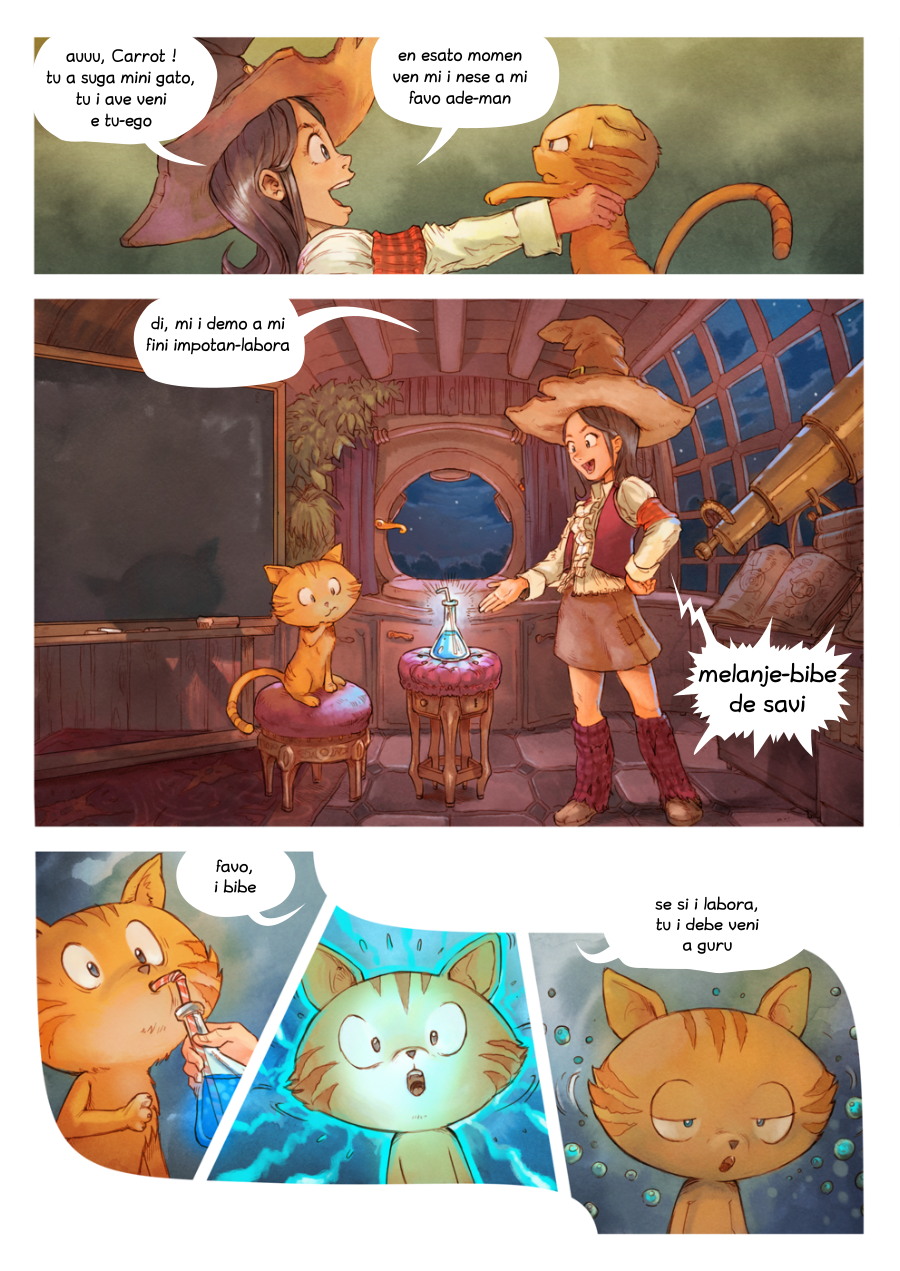 auuu, Carrot !
tu a suga mini gato,
tu i ave veni
e tu-ego
en esato momen
ven mi i nese a mi
favo ade-man
di, mi i demo a mi
fini impotan-labora
melanje-bibe
de savi
favo,
i bibe
se si i labora,
tu i debe veni
a guru